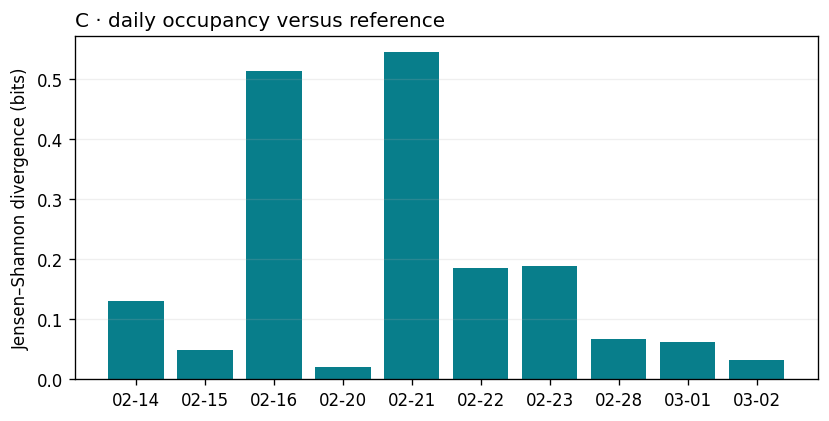 C · daily occupancy versus reference
Jensen–Shannon divergence (bits)
0.5
0.4
0.3
0.2
0.1
0.0
02-14 02-15 02-16 02-20 02-21 02-22 02-23 02-28 03-01 03-02